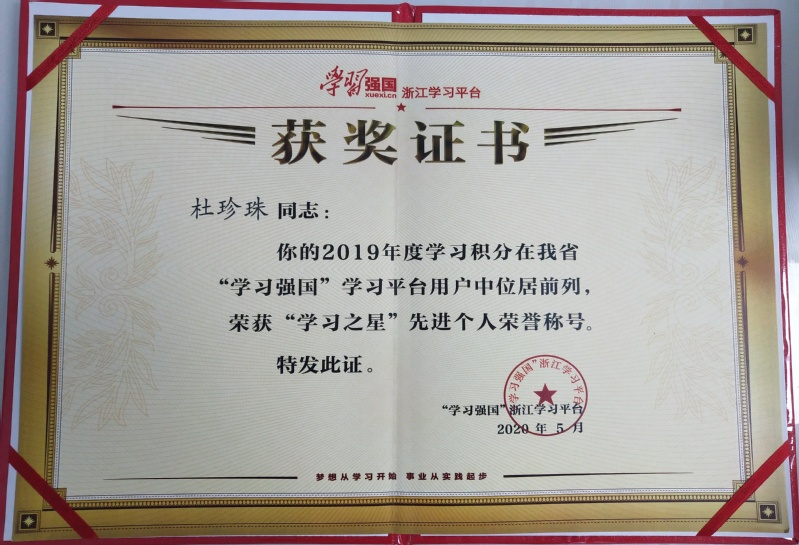 学習强国 浙江学习平台
xuexi.cn
获奖证书
杜珍珠 同志：
你的2019年度学习积分在我省
“学习强国”学习平台用户中位居前列，
荣获“学习之星”先进个人荣誉称号。
特发此证。
“学习强国”浙江学习平台
“学习强国”浙江学习平台
2020 年 5 月
梦想从学习开始 事业从实践起步